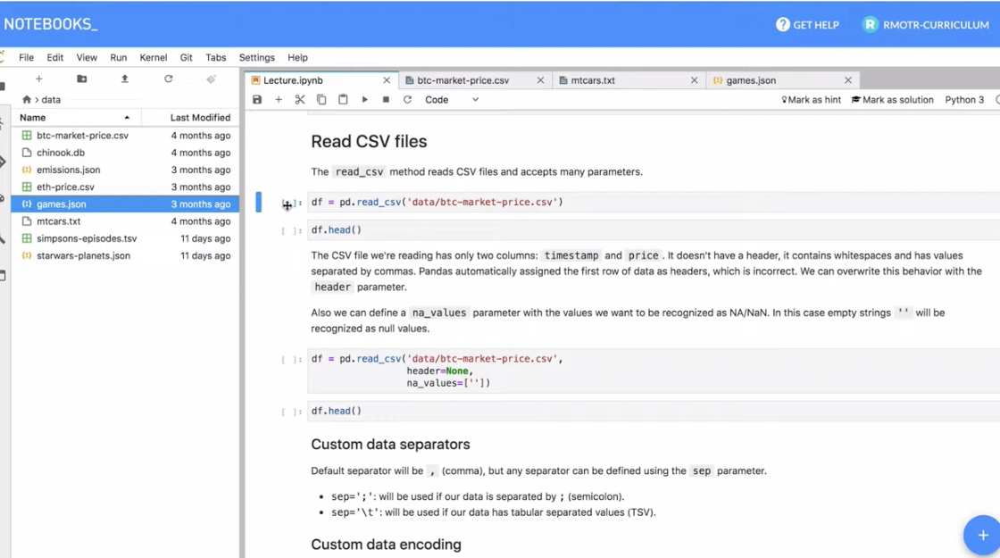 NOTEBOOKS_
? GET HELP
R RMOTR-CURRICULUM
File Edit View Run Kernel Git Tabs Settings Help
Lecture.ipynb
btc-market-price.csv
mtcars.txt
games.json
Code
Mark as hint
Mark as solution
Python 3
> data
Name Last Modified
btc-market-price.csv 4 months ago
chinook.db 4 months ago
emissions.json 3 months ago
eth-price.csv 3 months ago
games.json 3 months ago
mtcars.txt 4 months ago
simpsons-episodes.tsv 11 days ago
starwars-planets.json 11 days ago
Read CSV files
The read_csv method reads CSV files and accepts many parameters.
[ ]: df = pd.read_csv('data/btc-market-price.csv')
[ ]: df.head()
The CSV file we're reading has only two columns: timestamp and price . It doesn't have a header, it contains whitespaces and has values
separated by commas. Pandas automatically assigned the first row of data as headers, which is incorrect. We can overwrite this behavior with the
header parameter.
Also we can define a na_values parameter with the values we want to be recognized as NA/NaN. In this case empty strings '' will be
recognized as null values.
[ ]: df = pd.read_csv('data/btc-market-price.csv',
header=None,
na_values=[''])
[ ]: df.head()
Custom data separators
Default separator will be , (comma), but any separator can be defined using the sep parameter.
• sep=';': will be used if our data is separated by ; (semicolon).
• sep='\t': will be used if our data has tabular separated values (TSV).
Custom data encoding